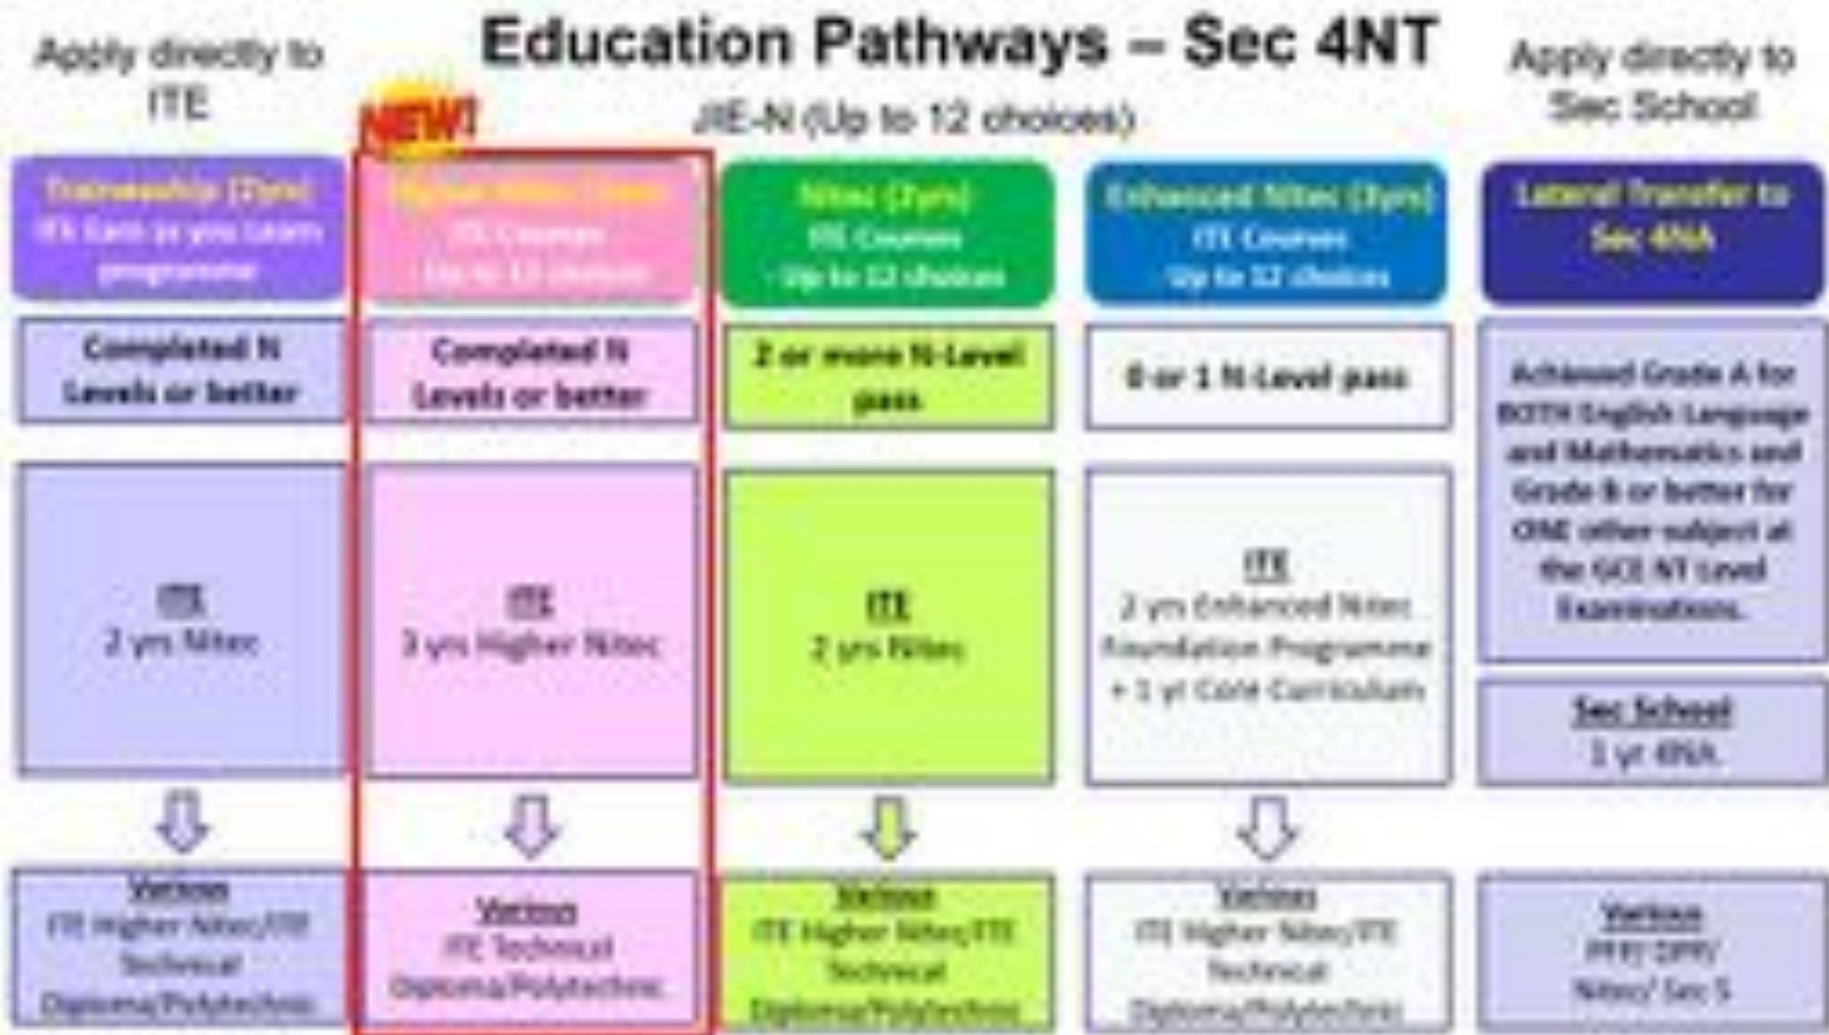 Education Pathways – Sec 4NT
Apply directly to
ITE
NEW!
JIE-N (Up to 12 choices)
Apply directly to
Sec School
Traineeship (2yrs)
ITE Earn as you Learn
programme
Completed N
Levels or better
ITE
2 yrs Nitec
Various
ITE Higher Nitec/ITE
Technical
Diploma/Polytechnic
Higher Nitec
ITE Courses
- Up to 12 choices
Completed N
Levels or better
ITE
3 yrs Higher Nitec
Various
ITE Technical
Diploma/Polytechnic
Nitec (2yrs)
ITE Courses
- Up to 12 choices
2 or more N-Level
pass
ITE
2 yrs Nitec
Various
ITE Higher Nitec/ITE
Technical
Diploma/Polytechnic
Enhanced Nitec (3yrs)
ITE Courses
- Up to 12 choices
0 or 1 N-Level pass
ITE
2 yrs Enhanced Nitec
Foundation Programme
+ 1 yr Core Curriculum
Various
ITE Higher Nitec/ITE
Technical
Diploma/Polytechnic
Lateral Transfer to
Sec 4NA
Achieved Grade A for
BOTH English Language
and Mathematics and
Grade B or better for
ONE other subject at
the GCE NT Level
Examinations.
Sec School
1 yr 4NA
Various
PFP/ DPP/
Nitec/ Sec 5